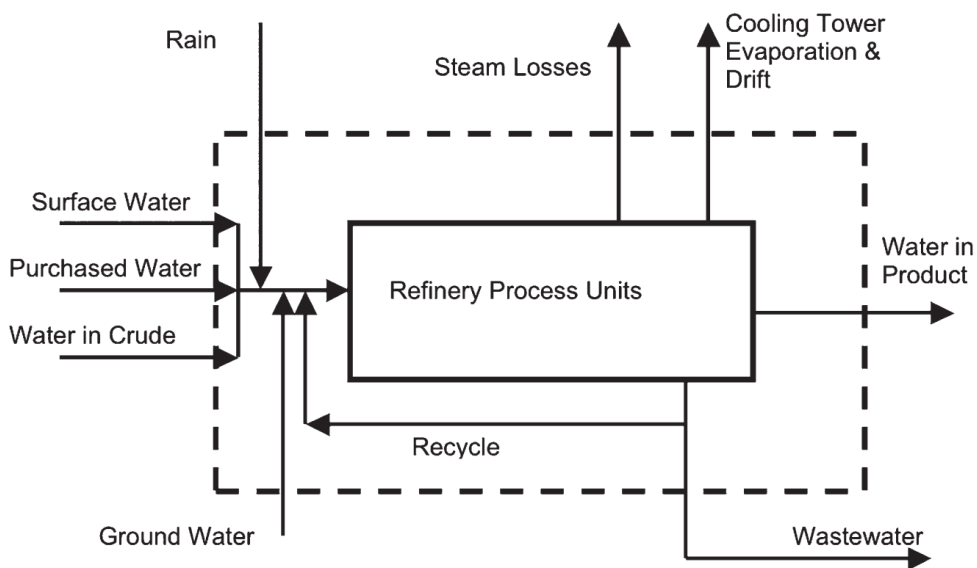 Rain
Steam Losses
Cooling Tower
Evaporation &
Drift
Surface Water
Purchased Water
Water in Crude
Refinery Process Units
Water in
Product
Recycle
Ground Water
Wastewater